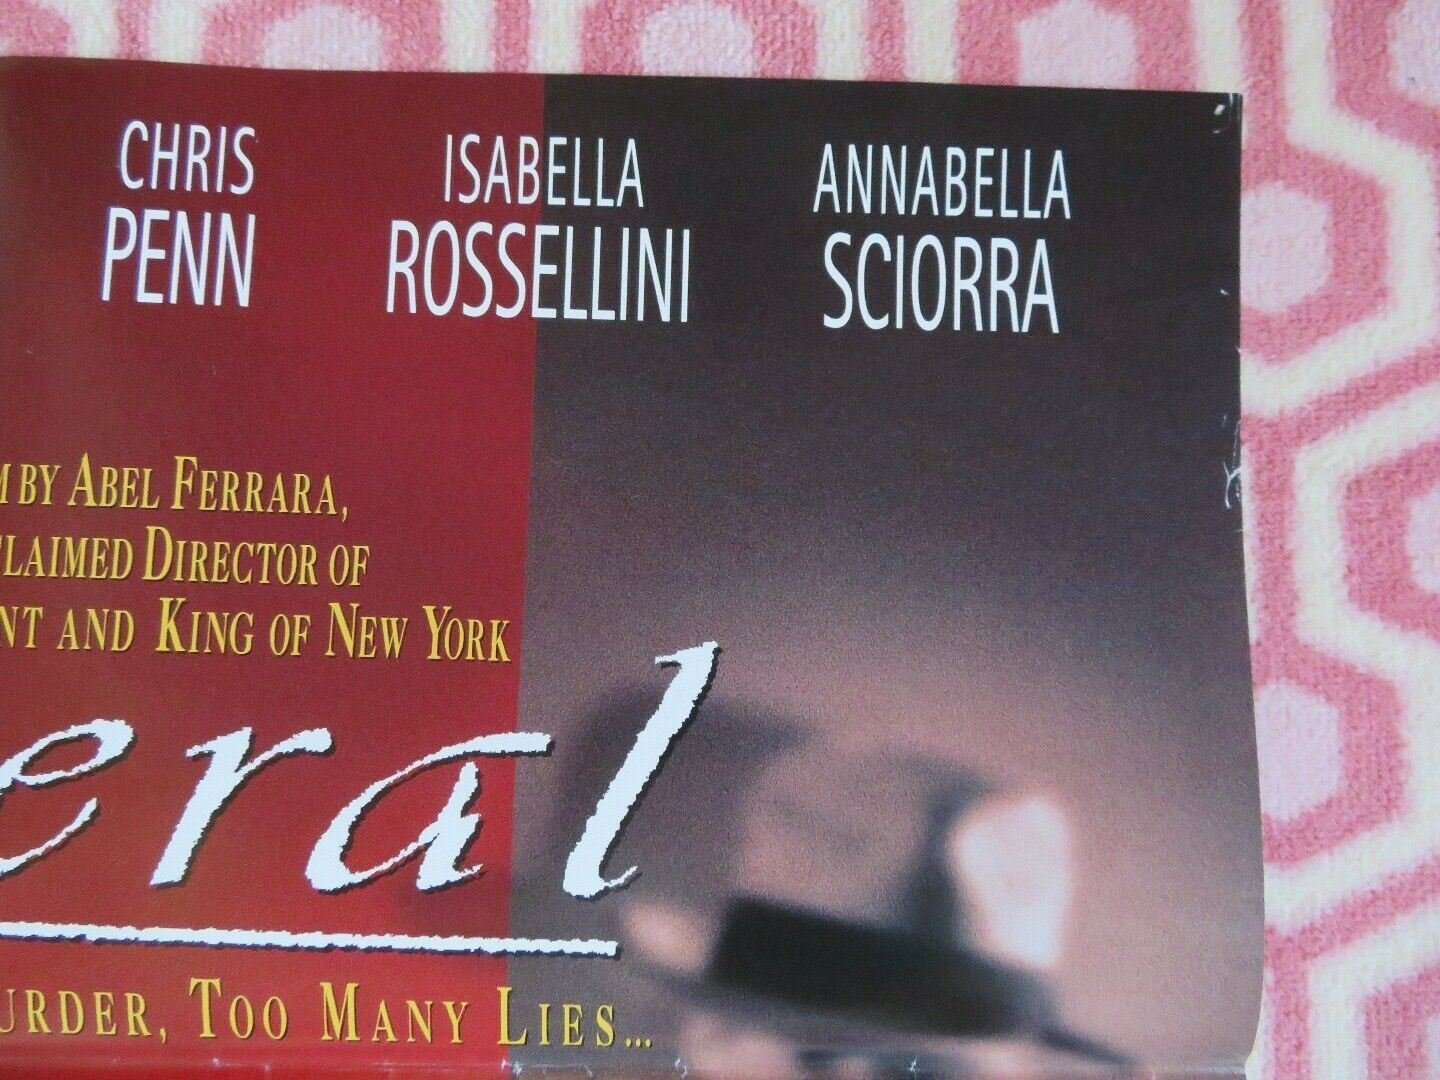 CHRIS ISABELLA ANNABELLA
PENN ROSSELLINI SCIORRA
M BY ABEL FERRARA,
CLAIMED DIRECTOR OF
NT AND KING OF NEW YORK
eral
URDER, TOO MANY LIES...